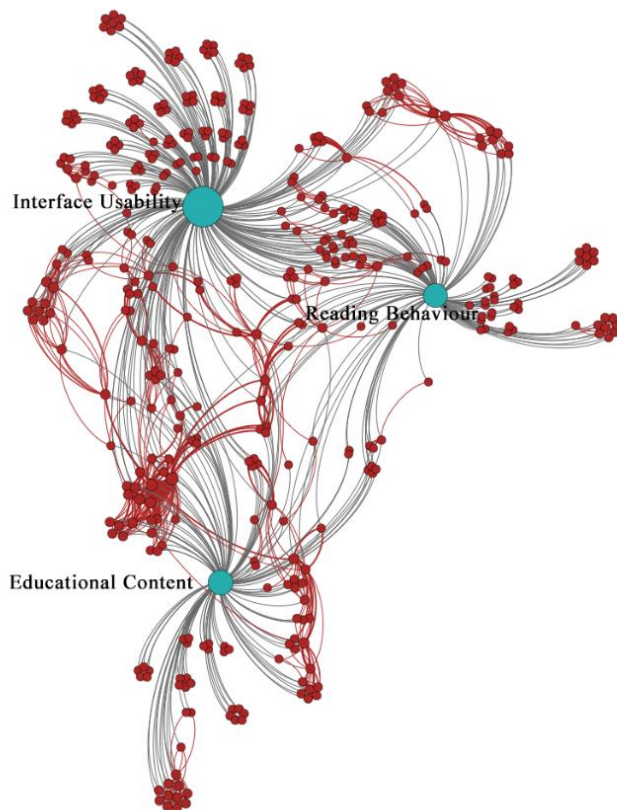 Interface Usability
Reading Behaviour
Educational Content